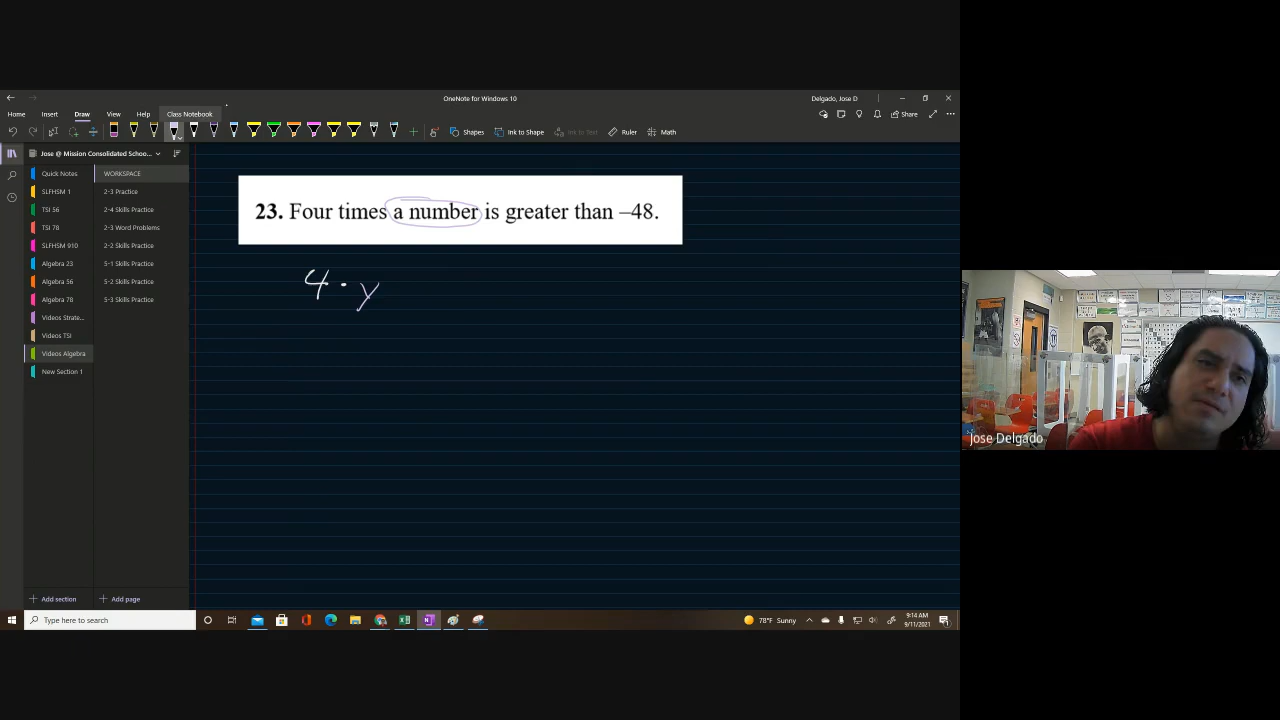 OneNote for Windows 10
Delgado, Jose D
Home Insert Draw View Help Class Notebook
Share
Shapes Ink to Shape Ink to Text Ruler Math
Jose @ Mission Consolidated Schoo...
Quick Notes
SLFHSM 1
TSI 56
TSI 78
SLFHSM 910
Algebra 23
Algebra 56
Algebra 78
Videos Strate...
Videos TSI
Videos Algebra
New Section 1
WORKSPACE
2-3 Practice
2-4 Skills Practice
2-3 Word Problems
2-2 Skills Practice
5-1 Skills Practice
5-2 Skills Practice
5-3 Skills Practice
23. Four times a number is greater than –48.
4 · y
Jose Delgado
+ Add section + Add page
Type here to search
78°F Sunny
9:14 AM
9/11/2021